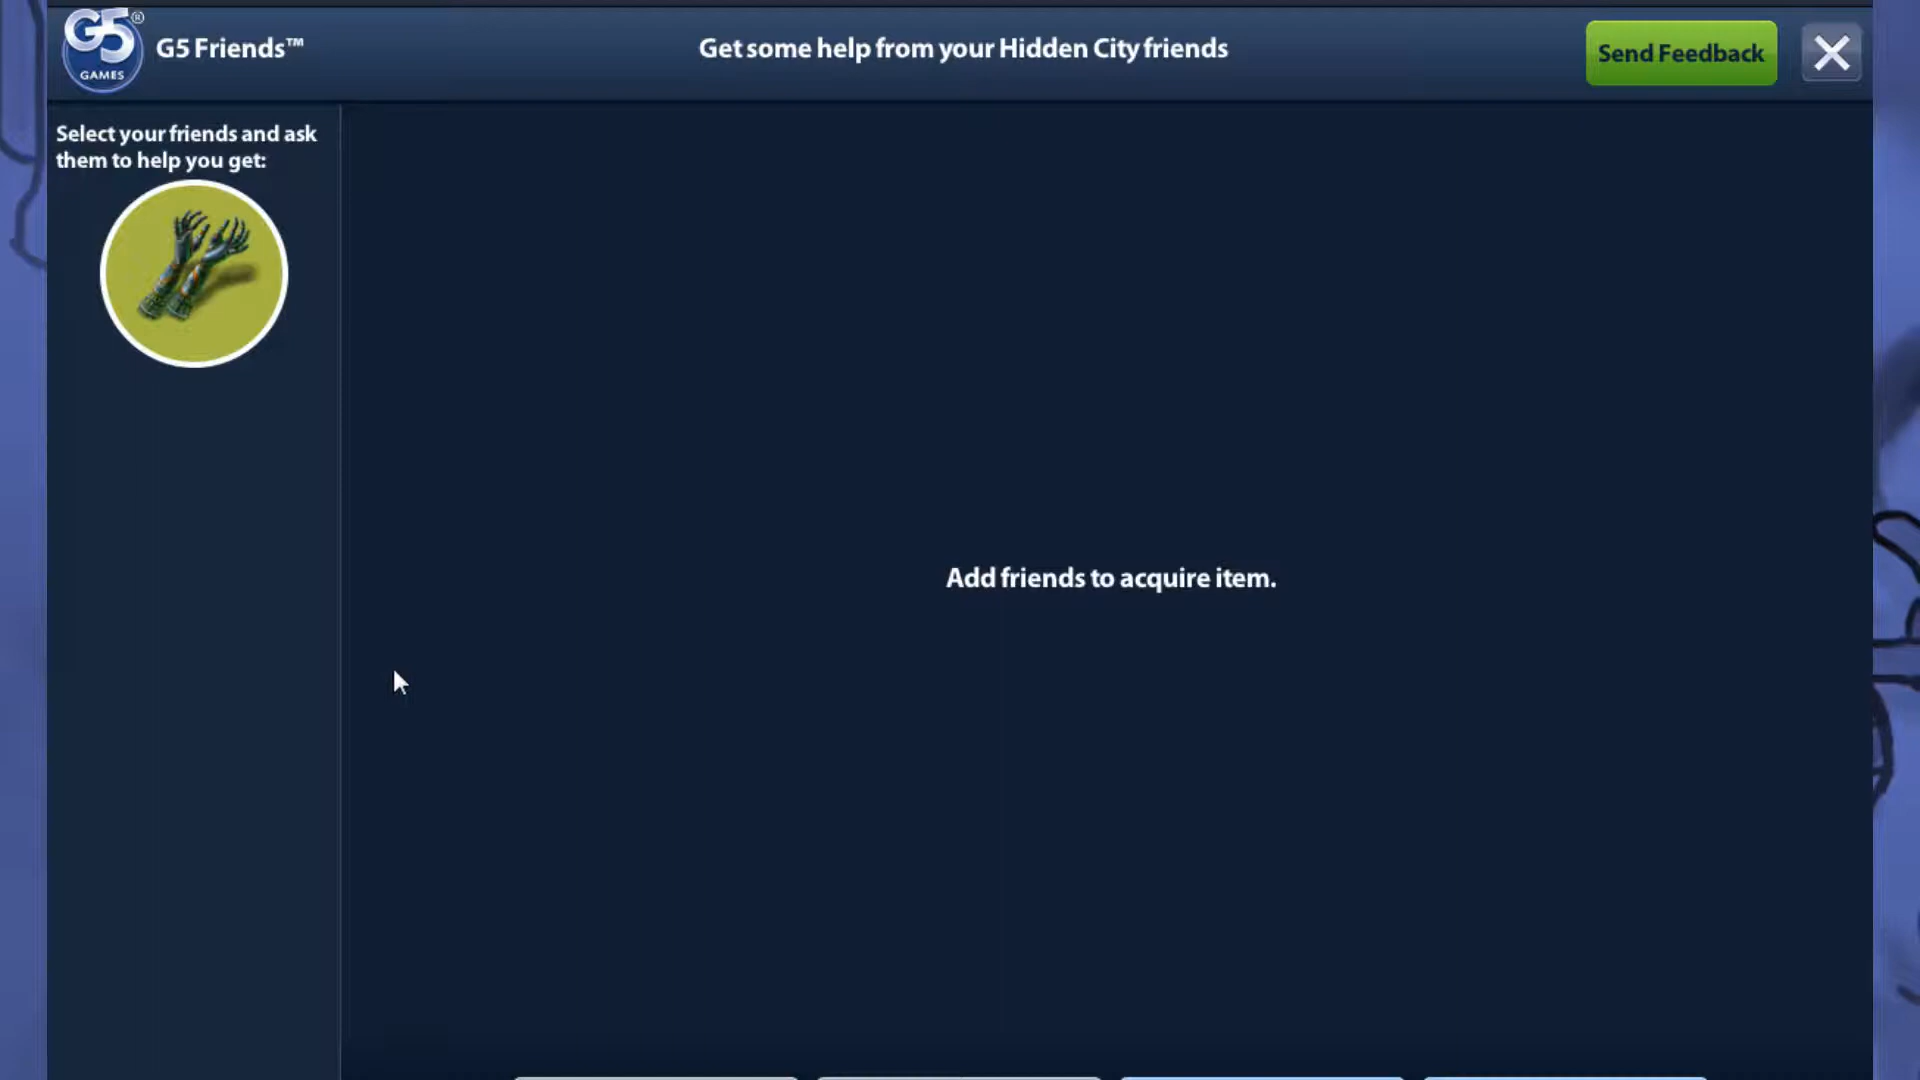 G5®
GAMES
G5 Friends™
Get some help from your Hidden City friends
Send Feedback
Select your friends and ask
them to help you get:
Add friends to acquire item.